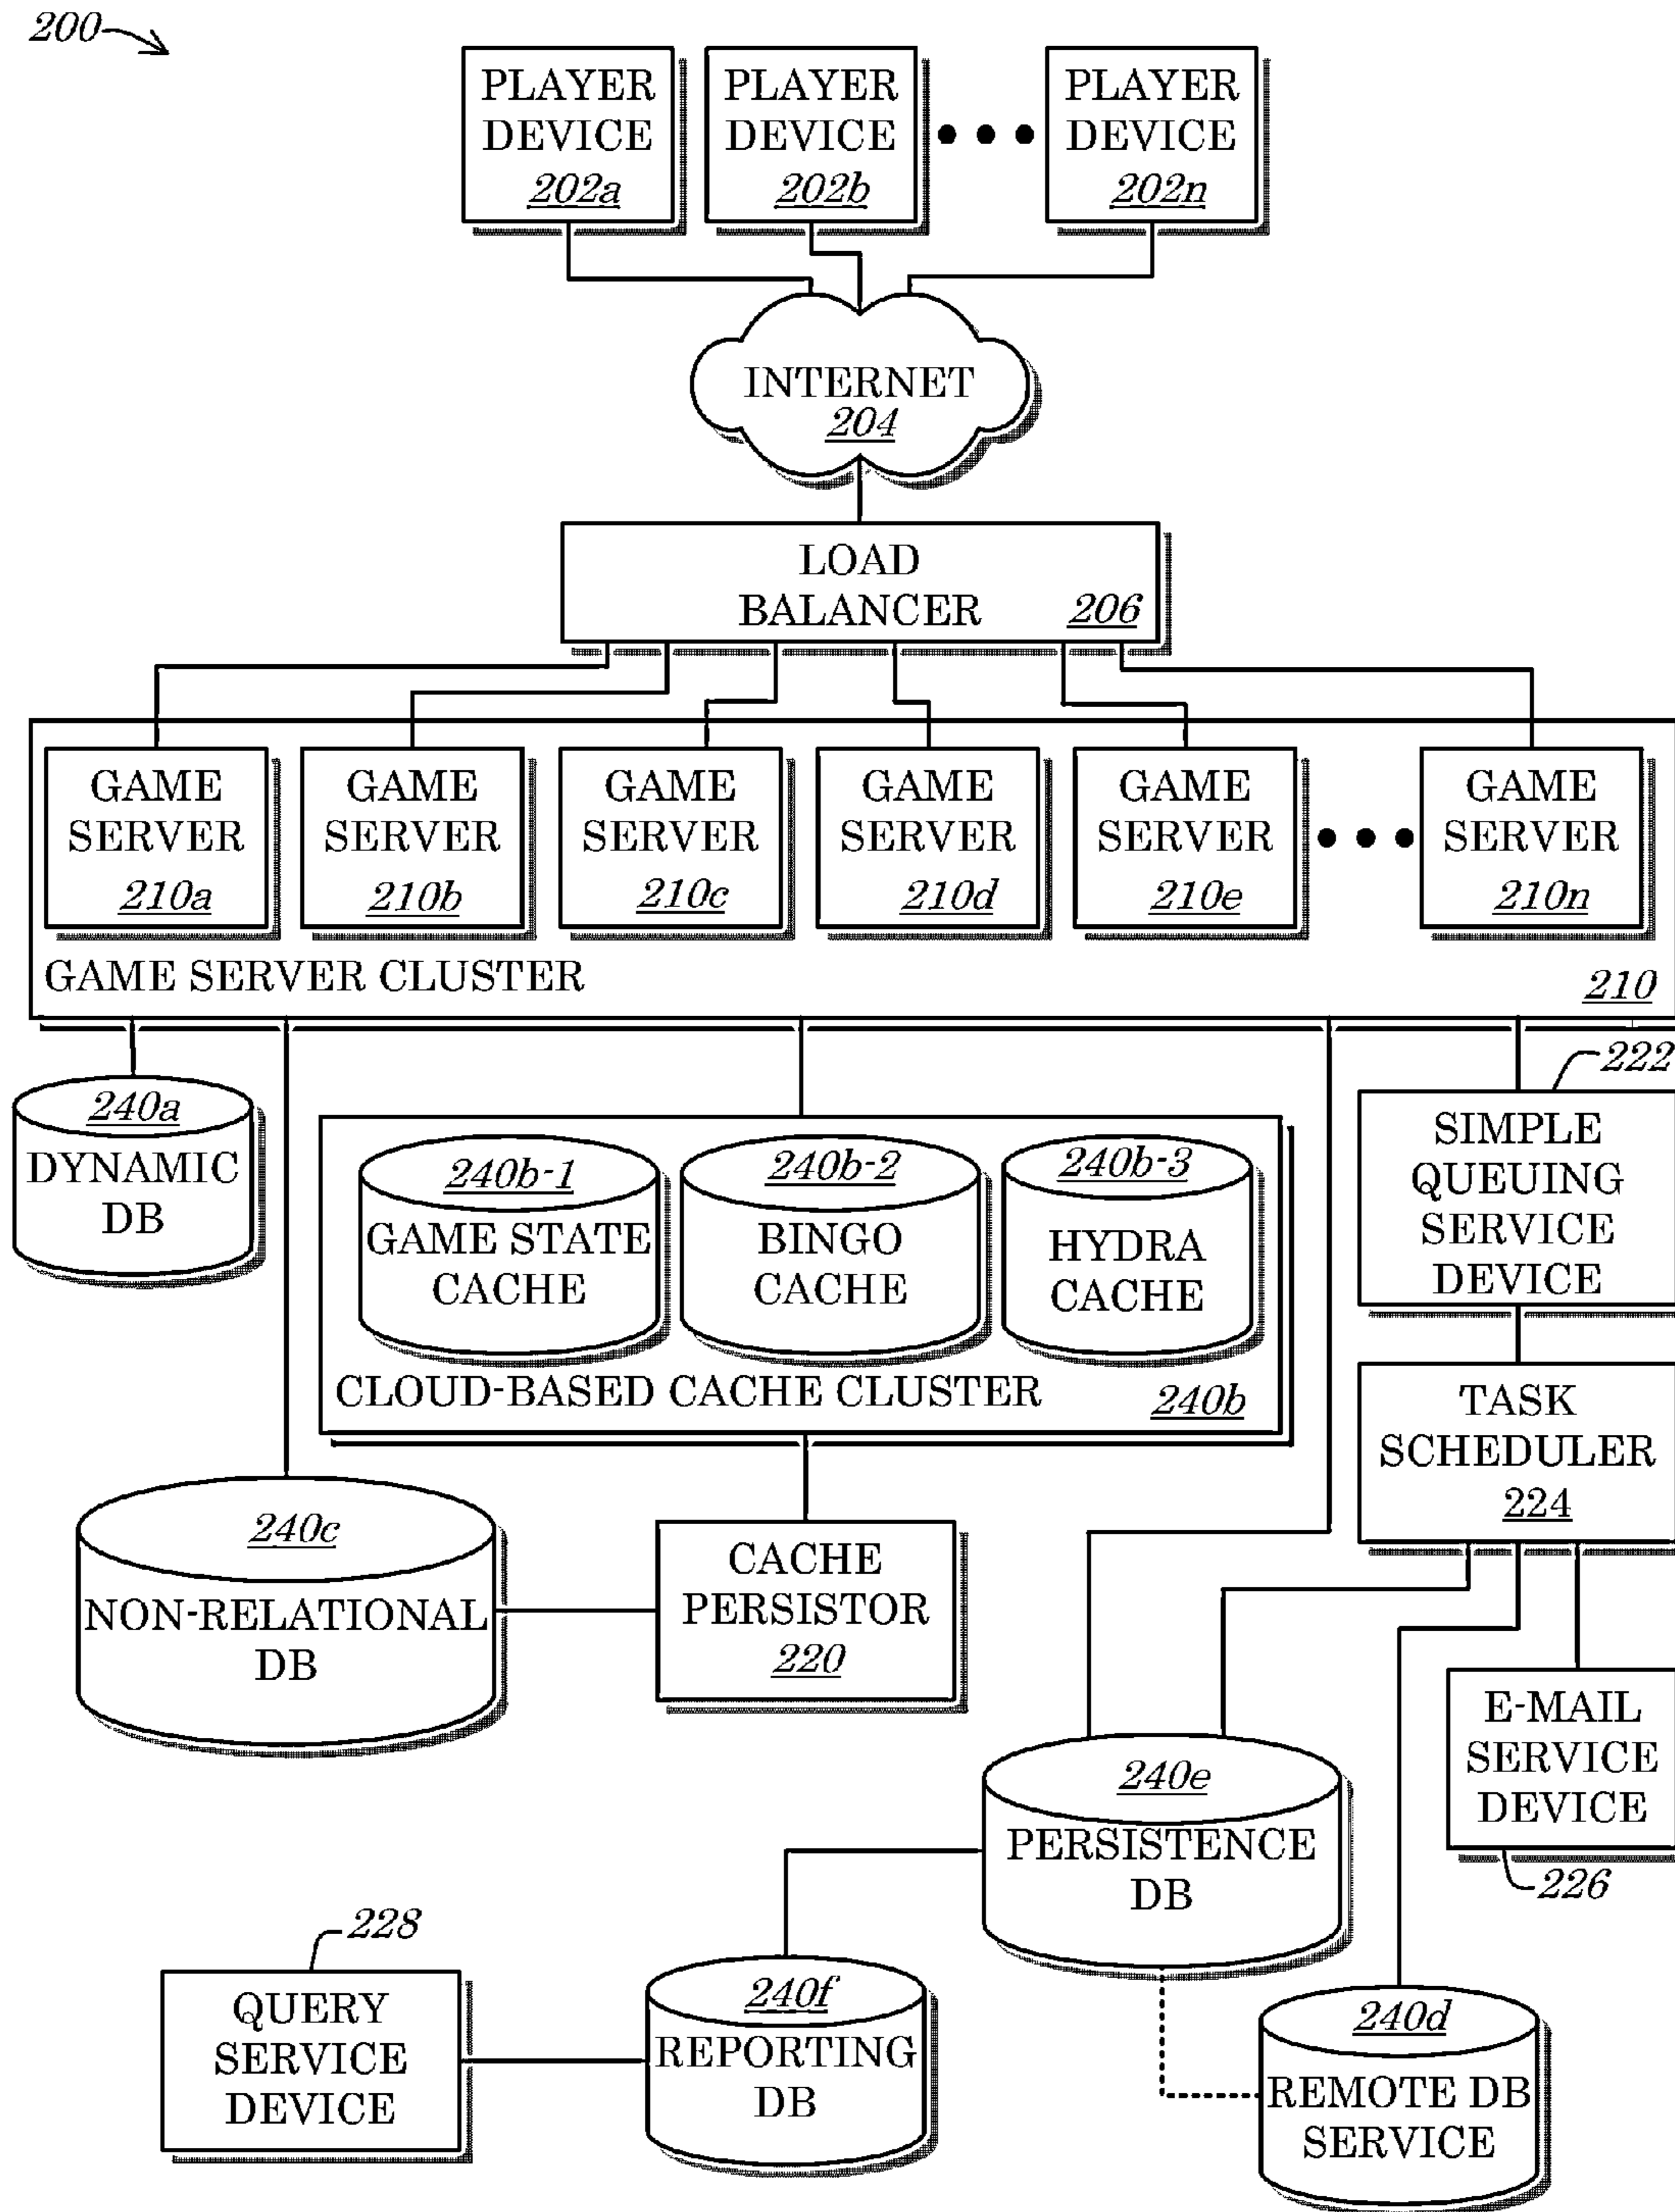 200
PLAYER
DEVICE
202a
PLAYER
DEVICE
202b
PLAYER
DEVICE
202n
INTERNET
204
LOAD
BALANCER
206
GAME
SERVER
210a
GAME
SERVER
210b
GAME
SERVER
210c
GAME
SERVER
210d
GAME
SERVER
210e
GAME
SERVER
210n
GAME SERVER CLUSTER
210
240a
DYNAMIC
DB
240b-1
GAME STATE
CACHE
240b-2
BINGO
CACHE
240b-3
HYDRA
CACHE
CLOUD-BASED CACHE CLUSTER
240b
222
SIMPLE
QUEUING
SERVICE
DEVICE
TASK
SCHEDULER
224
240c
NON-RELATIONAL
DB
CACHE
PERSISTOR
220
E-MAIL
SERVICE
DEVICE
226
240e
PERSISTENCE
DB
228
QUERY
SERVICE
DEVICE
240f
REPORTING
DB
240d
REMOTE DB
SERVICE